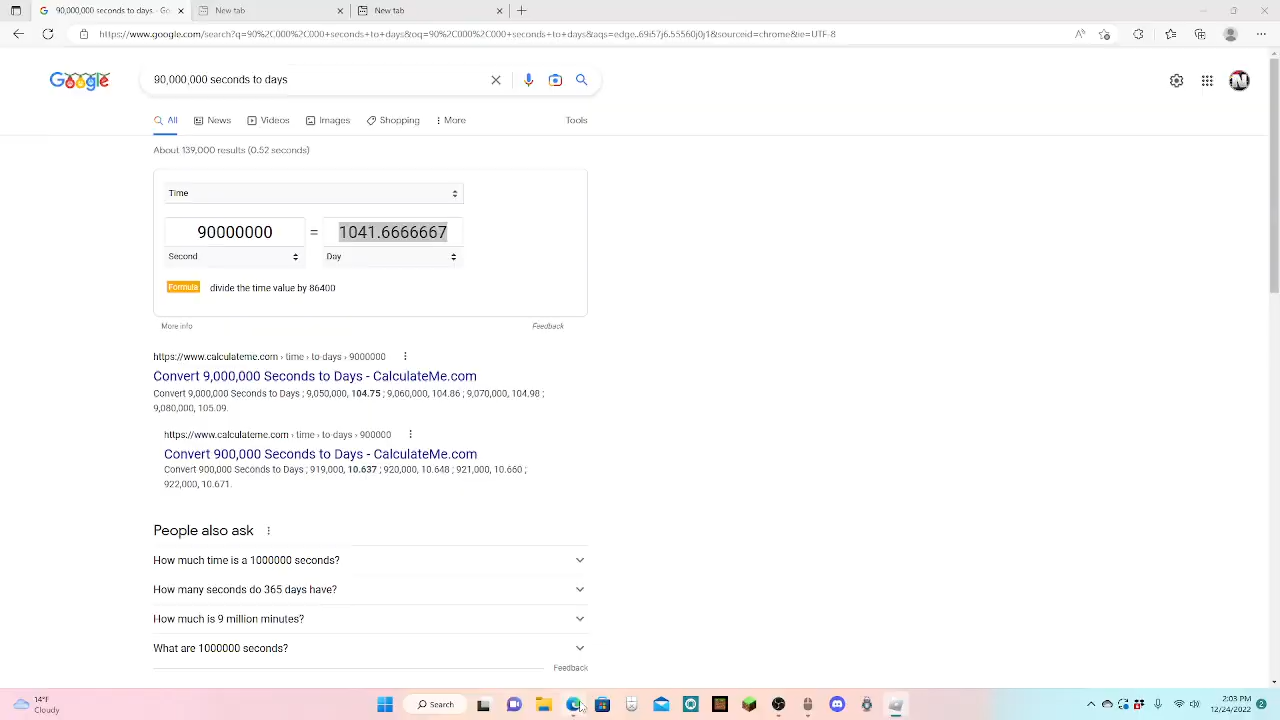 90,000,000 seconds to days - Go
New tab
New tab
https://www.google.com/search?q=90%2C000%2C000+seconds+to+days&oq=90%2C000%2C000+seconds+to+days&aqs=edge..69i57j6.55560j0j1&sourceid=chrome&ie=UTF-8
Google
90,000,000 seconds to days
All
News
Videos
Images
Shopping
More
Tools
About 139,000 results (0.52 seconds)
Time
90000000 = 1041.6666667
Second
Day
Formula divide the time value by 86400
More info
Feedback
https://www.calculateme.com › time › to-days › 9000000
Convert 9,000,000 Seconds to Days - CalculateMe.com
Convert 9,000,000 Seconds to Days ; 9,050,000, 104.75 ; 9,060,000, 104.86 ; 9,070,000, 104.98 ;
9,080,000, 105.09.
https://www.calculateme.com › time › to-days › 900000
Convert 900,000 Seconds to Days - CalculateMe.com
Convert 900,000 Seconds to Days ; 919,000, 10.637 ; 920,000, 10.648 ; 921,000, 10.660 ;
922,000, 10.671.
People also ask
How much time is a 1000000 seconds?
How many seconds do 365 days have?
How much is 9 million minutes?
What are 1000000 seconds?
Feedback
14°F
Cloudy
Search
2:03 PM
12/24/2022